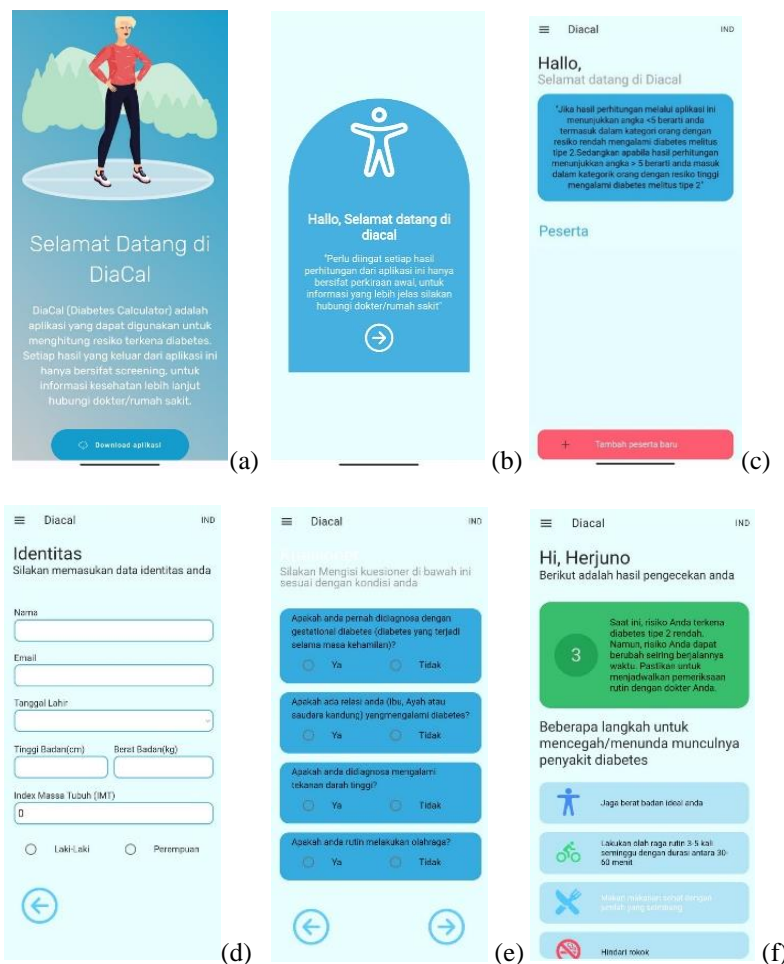 Selamat Datang di
DiaCal
DiaCal (Diabetes Calculator) adalah
aplikasi yang dapat digunakan untuk
menghitung resiko terkena diabetes.
Setiap hasil yang keluar dari aplikasi ini
hanya bersifat screening, untuk
informasi kesehatan lebih lanjut
hubungi dokter/rumah sakit.
Download aplikasi
(a)
Hallo, Selamat datang di
diacal
"Perlu diingat setiap hasil
perhitungan dari aplikasi ini hanya
bersifat perkiraan awal, untuk
informasi yang lebih jelas silakan
hubungi dokter/rumah sakit"
(b)
Diacal IND
Hallo,
Selamat datang di Diacal
"Jika hasil perhitungan melalui aplikasi ini
menunjukkan angka <5 berarti anda
termasuk dalam kategori orang dengan
resiko rendah mengalami diabetes melitus
tipe 2.Sedangkan apabila hasil perhitungan
menunjukkan angka > 5 berarti anda masuk
dalam kategorik orang dengan resiko tinggi
mengalami diabetes melitus tipe 2"
Peserta
+ Tambah peserta baru
(c)
Diacal IND
Identitas
Silakan memasukan data identitas anda
Nama
Email
Tanggal Lahir
Tinggi Badan(cm) Berat Badan(kg)
Index Massa Tubuh (IMT)
0
Laki-Laki Perempuan
(d)
Diacal IND
Kuesioner
Silakan Mengisi kuesioner di bawah ini
sesuai dengan kondisi anda
Apakah anda pernah didiagnosa dengan
gestational diabetes (diabetes yang terjadi
selama masa kehamilan)?
Ya Tidak
Apakah ada relasi anda (Ibu, Ayah atau
saudara kandung) yangmengalami diabetes?
Ya Tidak
Apakah anda didiagnosa mengalami
tekanan darah tinggi?
Ya Tidak
Apakah anda rutin melakukan olahraga?
Ya Tidak
(e)
Diacal IND
Hi, Herjuno
Berikut adalah hasil pengecekan anda
3
Saat ini, risiko Anda terkena
diabetes tipe 2 rendah.
Namun, risiko Anda dapat
berubah seiring berjalannya
waktu. Pastikan untuk
menjadwalkan pemeriksaan
rutin dengan dokter Anda.
Beberapa langkah untuk
mencegah/menunda munculnya
penyakit diabetes
Jaga berat badan ideal anda
Lakukan olah raga rutin 3-5 kali
seminggu dengan durasi antara 30-
60 menit
Makan makanan sehat dengan
jumlah yang seimbang
Hindari rokok
(f)